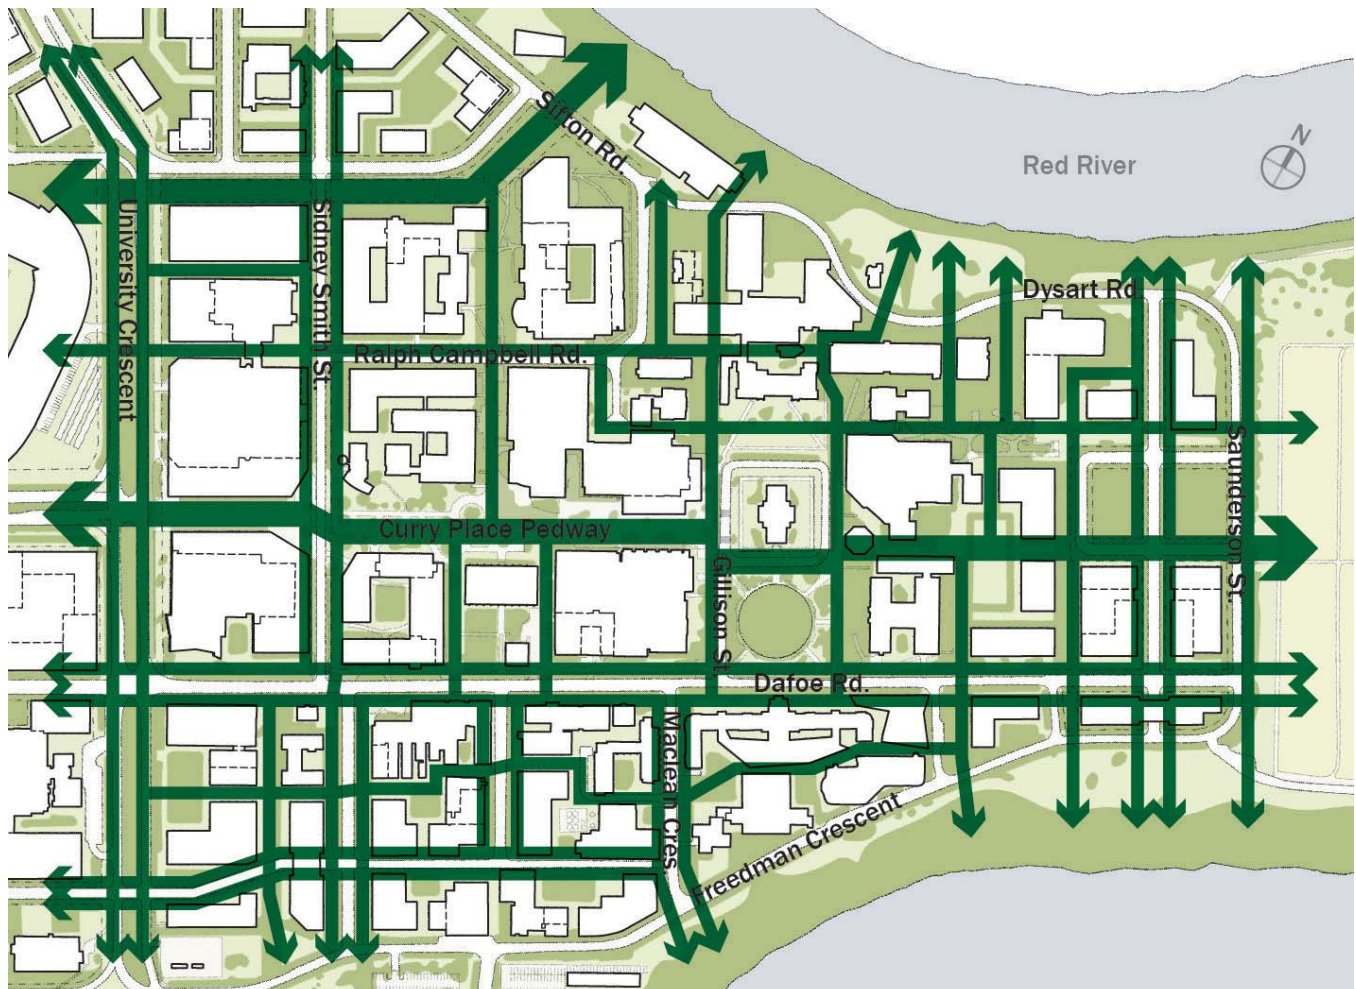 Sifton Rd.
N
Red River
University Crescent
Sidney Smith St.
Dysart Rd
Ralph Campbell Rd.
Saunderson St.
Curry Place Pedway
Gillson St
Dafoe Rd.
Maclean Cres
Freedman Crescent